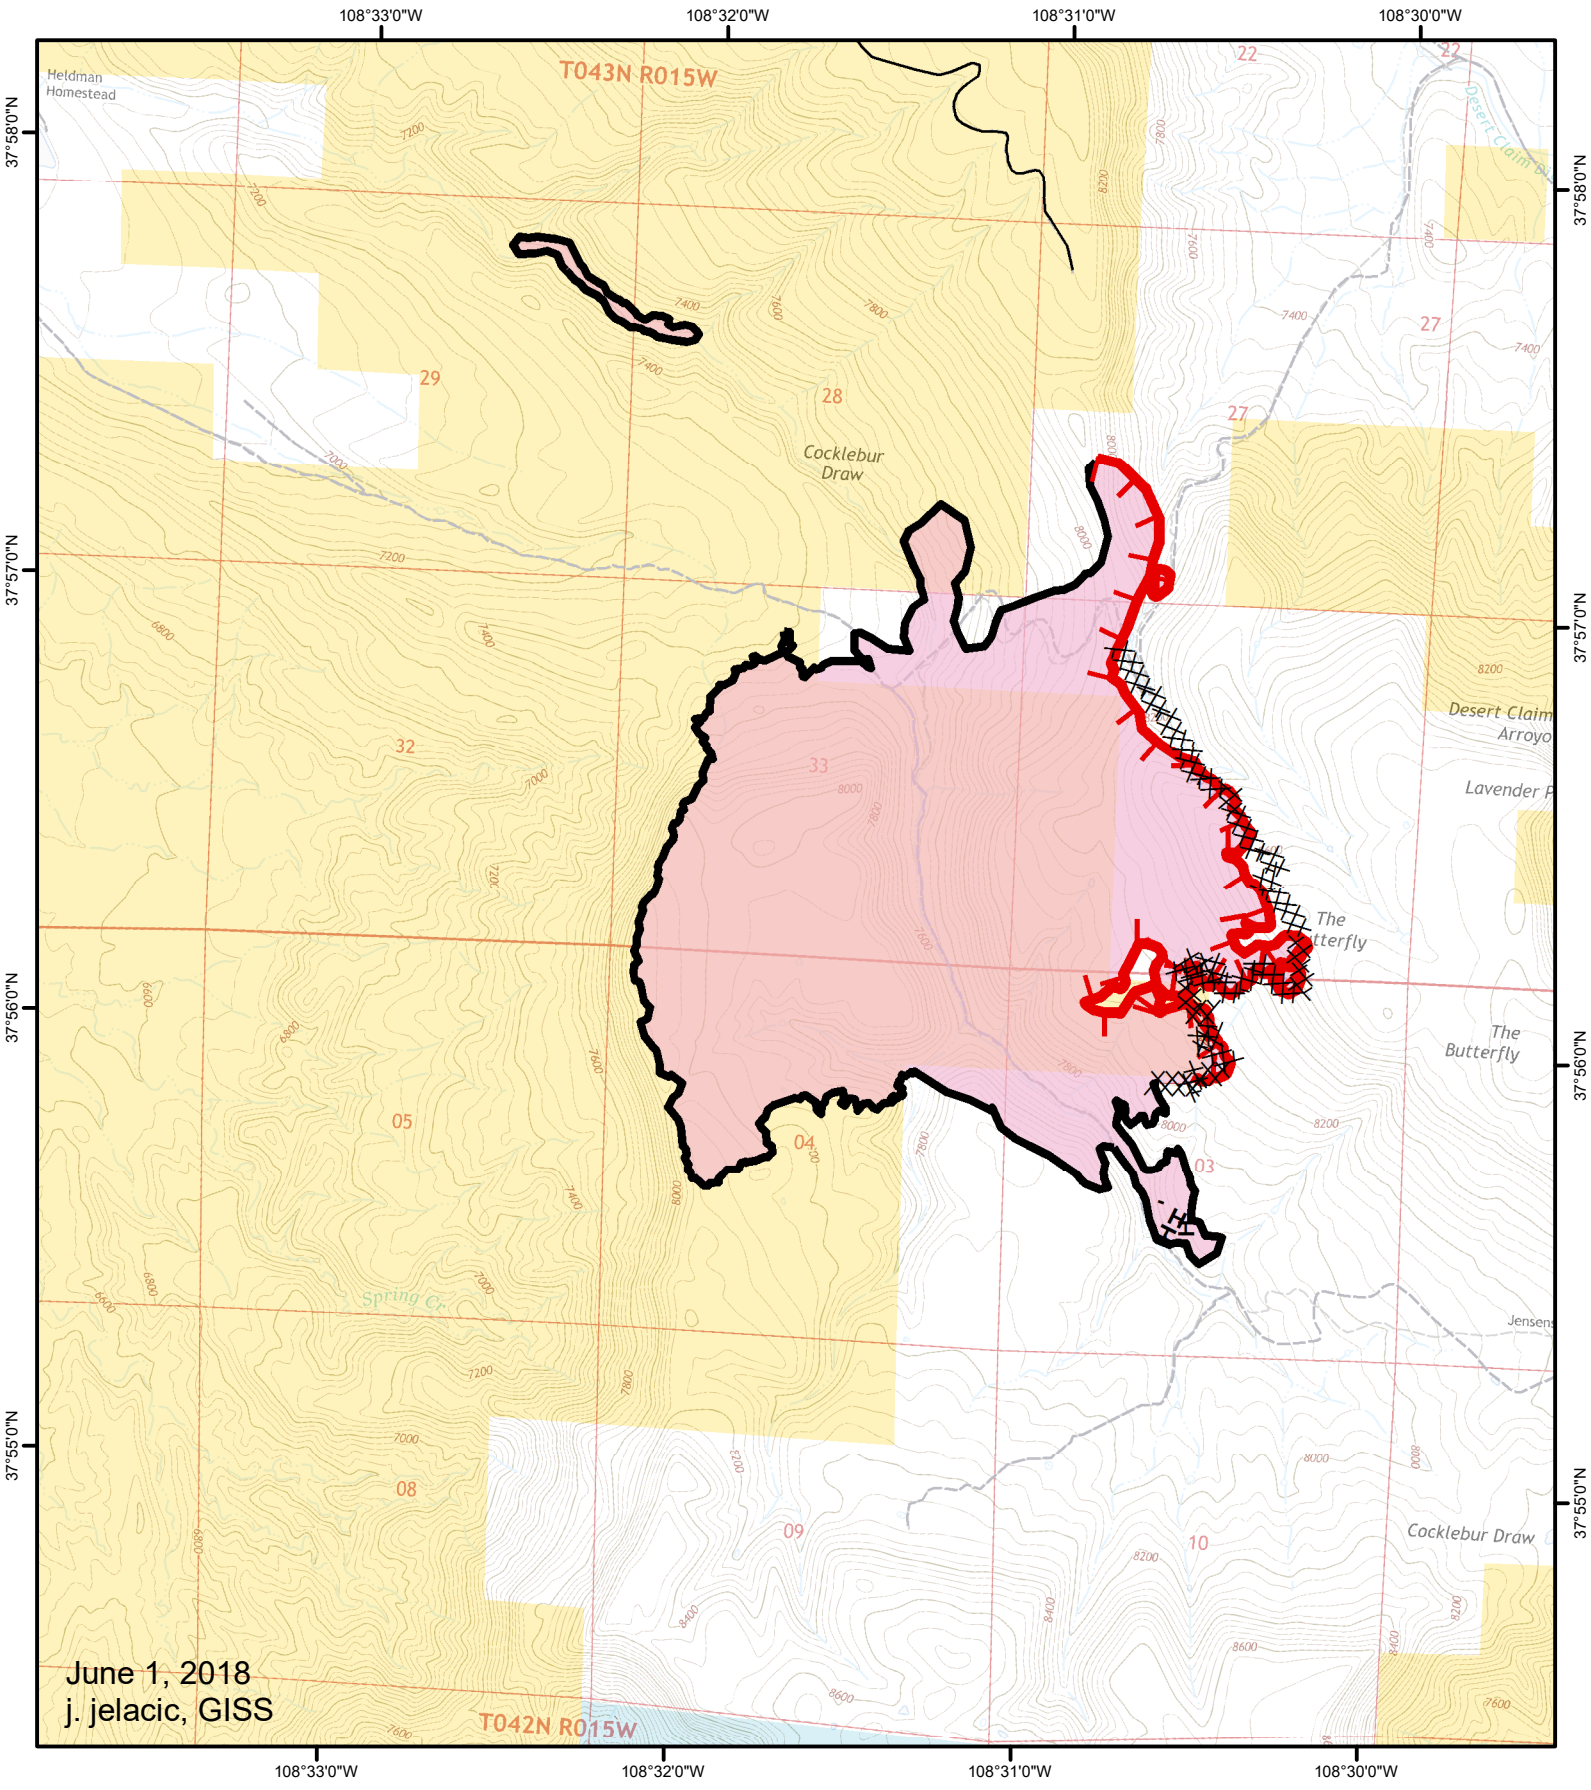 108°33'0"W
108°32'0"W
108°31'0"W
108°30'0"W
22
22
T043N R015W
Heldman
Homestead
7200
7800
37°58'0"N
Desert Claim
8200
37°58'0"N
7200
7400
7600
7400
7600
7800
7400
27
7400
7400
29
28
27
Cocklebur
Draw
8000
7000
8000
7200
37°57'0"N
37°57'0"N
6800
7400
8200
Desert Claim
Arroyo
32
33
7000
8000
Lavender P
7800
7200
The
tterfly
7600
6600
37°56'0"N
6800
The
Butterfly
7600
7800
37°56'0"N
05
04
7800
8000
8200
03
8000
7400
H
6800
6600
7000
Spring Cr
Jensens
7200
7800
7000
8200
8000
8000
37°55'0"N
08
6800
09
10
37°55'0"N
Cocklebur Draw
8200
8400
8400
8200
8600
8400
June 1, 2018
j. jelacic, GISS
8600
7600
T042N R015W
7600
108°33'0"W
108°32'0"W
108°31'0"W
108°30'0"W